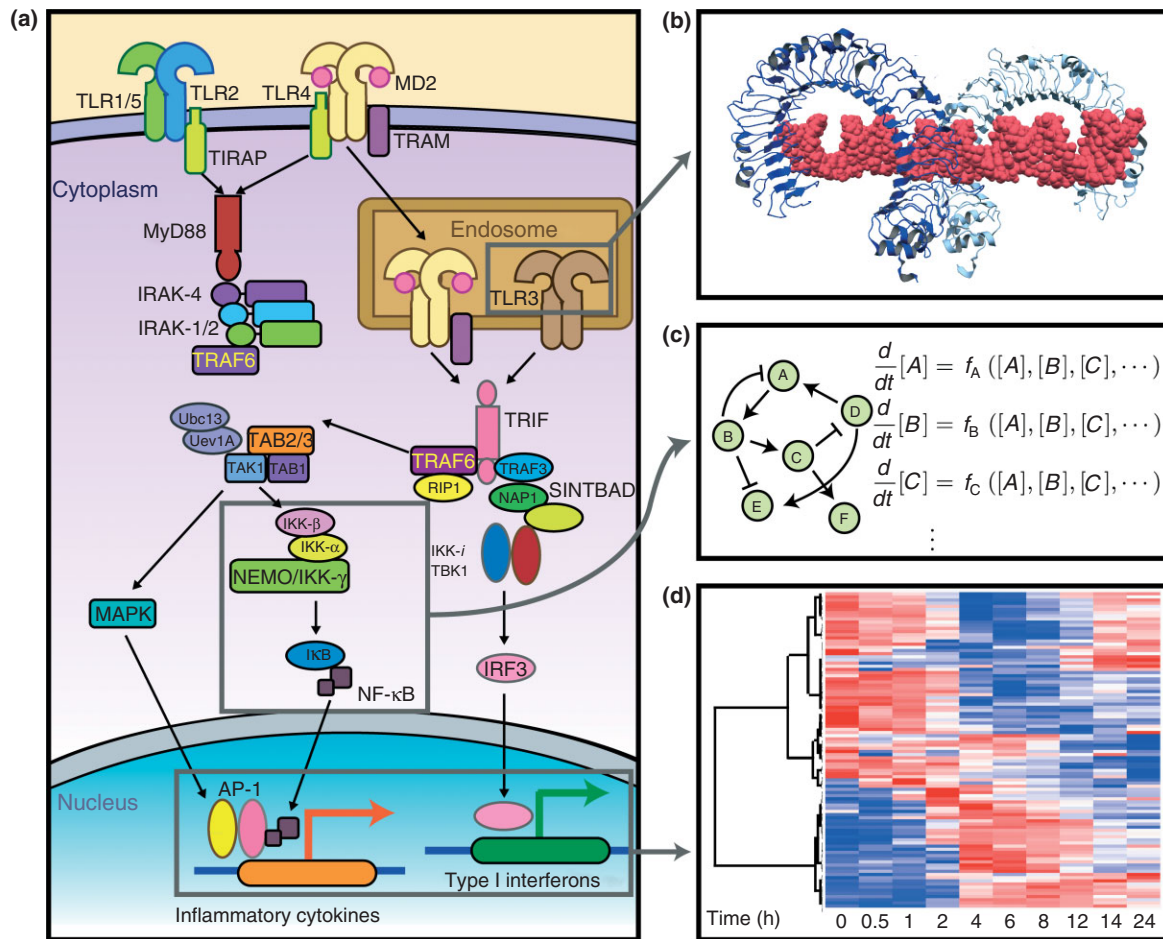 (a)
TLR1/5
TLR2
TLR4
MD2
TIRAP
TRAM
Cytoplasm
MyD88
Endosome
TLR3
IRAK-4
IRAK-1/2
TRAF6
TRIF
Ubc13
Uev1A
TAB2/3
TAK1
TAB1
TRAF6
TRAF3
RIP1
NAP1
SINTBAD
IKK-β
IKK-α
NEMO/IKK-γ
IKK-i
TBK1
MAPK
IκB
NF-κB
IRF3
Nucleus
AP-1
Type I interferons
Inflammatory cytokines
(b)
(c)
A
B
C
D
E
F
d/dt [A] = f_A ([A], [B], [C], ⋯)
d/dt [B] = f_B ([A], [B], [C], ⋯)
d/dt [C] = f_C ([A], [B], [C], ⋯)
⋮
(d)
Time (h) 0 0.5 1 2 4 6 8 12 14 24